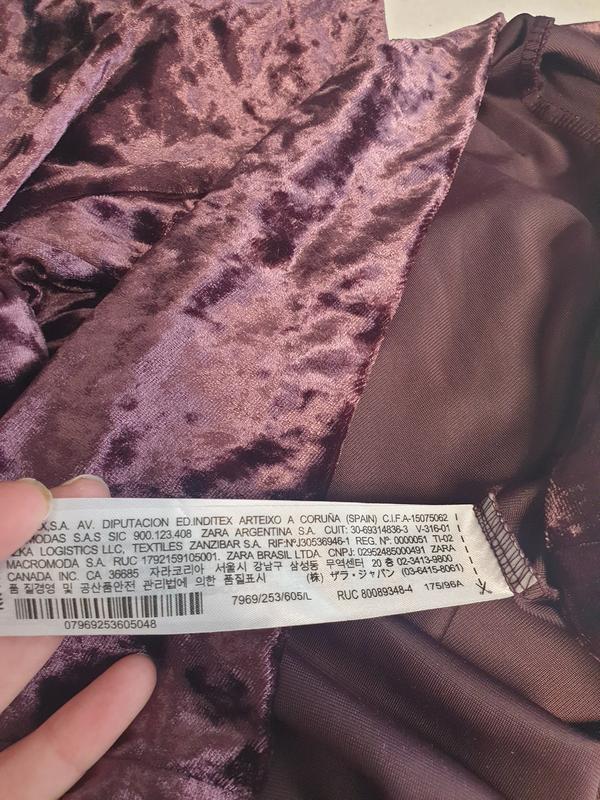 S.A. AV. DIPUTACION ED.INDITEX ARTEIXO A CORUÑA (SPAIN) C.I.F.A-15075062
S.A.S SIC 900.123.408 ZARA ARGENTINA S.A. CUIT: 30-69314836-3 V-316-01
LOGISTICS LLC, TEXTILES ZANZIBAR S.A. RIF:NºJ30536946-1 REG. Nº: 0000051 TI-02
MACROMODA S.A. RUC 1792159105001. ZARA BRASIL LTDA. CNPJ: 02952485000491 ZARA
CANADA INC. CA 36685 자라코리아 서울시 강남구 삼성동 무역센터 20 층 02-3413-9800
품질경영 및 공산품안전 관리법에 의한 품질표시 (株) ザラ・ジャパン (03-6415-8061)
7969/253/605/L RUC 80089348-4 175/96A
07969253605048